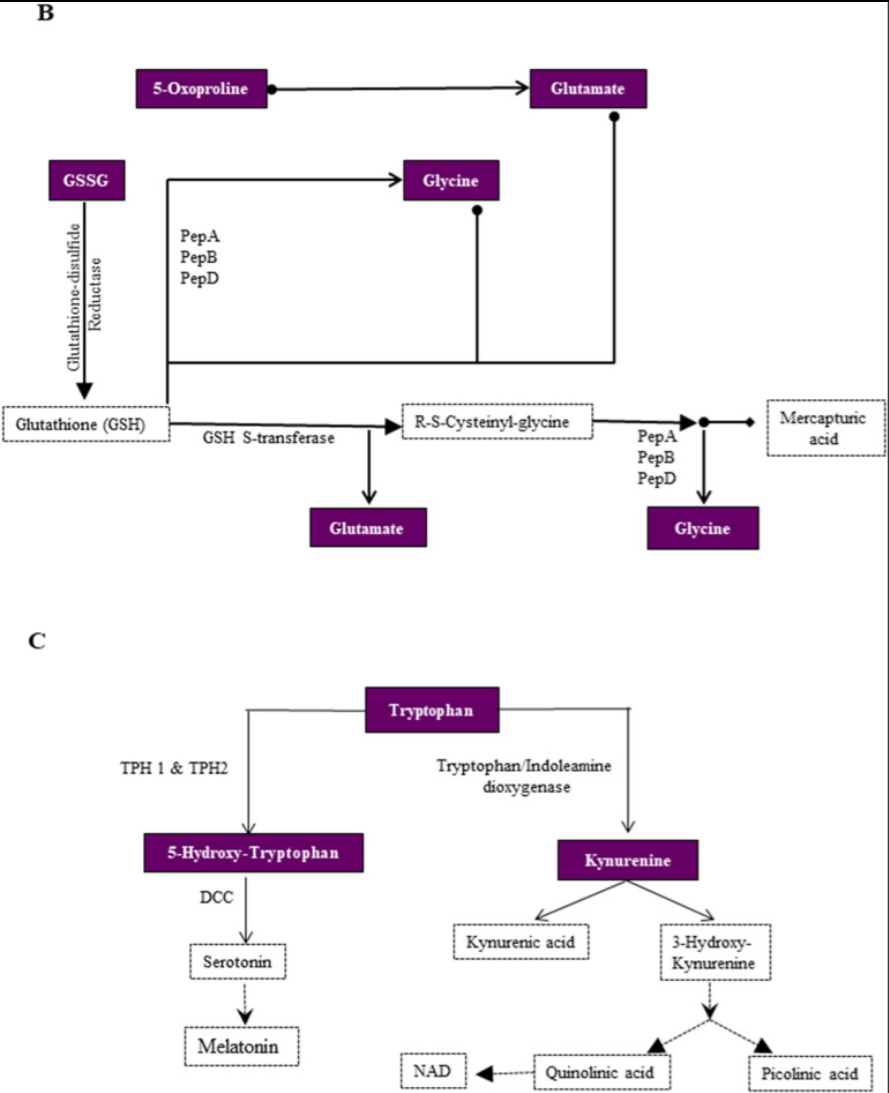 B
5-Oxoproline
Glutamate
GSSG
Glycine
Glutathione-disulfide
Reductase
PepA
PepB
PepD
Glutathione (GSH)
GSH S-transferase
R-S-Cysteinyl-glycine
PepA
PepB
PepD
Mercapturic
acid
Glutamate
Glycine
C
Tryptophan
TPH 1 & TPH2
Tryptophan/Indoleamine
dioxygenase
5-Hydroxy-Tryptophan
Kynurenine
DCC
Serotonin
Kynurenic acid
3-Hydroxy-
Kynurenine
Melatonin
NAD
Quinolinic acid
Picolinic acid